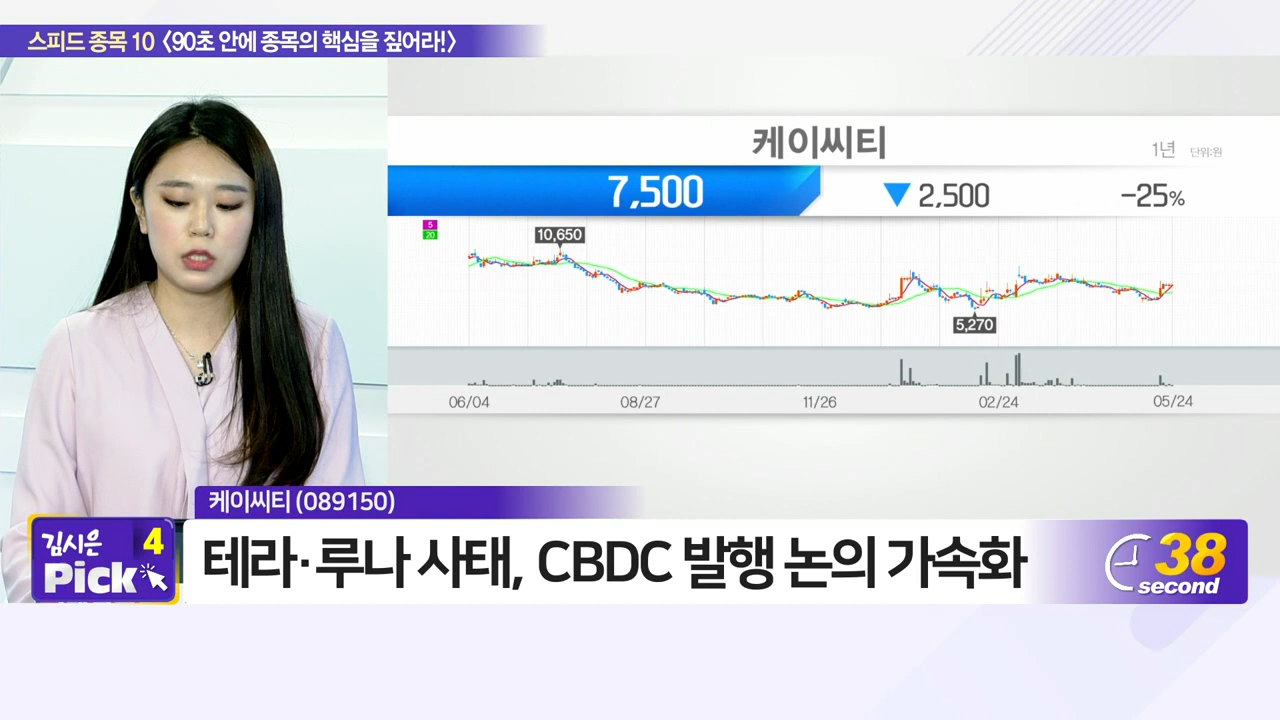 스피드 종목 10 〈90초 안에 종목의 핵심을 짚어라!〉
케이씨티
1년 단위:원
7,500 ▼ 2,500 -25%
5
20
10,650
5,270
06/04 08/27 11/26 02/24 05/24
케이씨티 (089150)
김시은 4
Pick
테라·루나 사태, CBDC 발행 논의 가속화
38
second